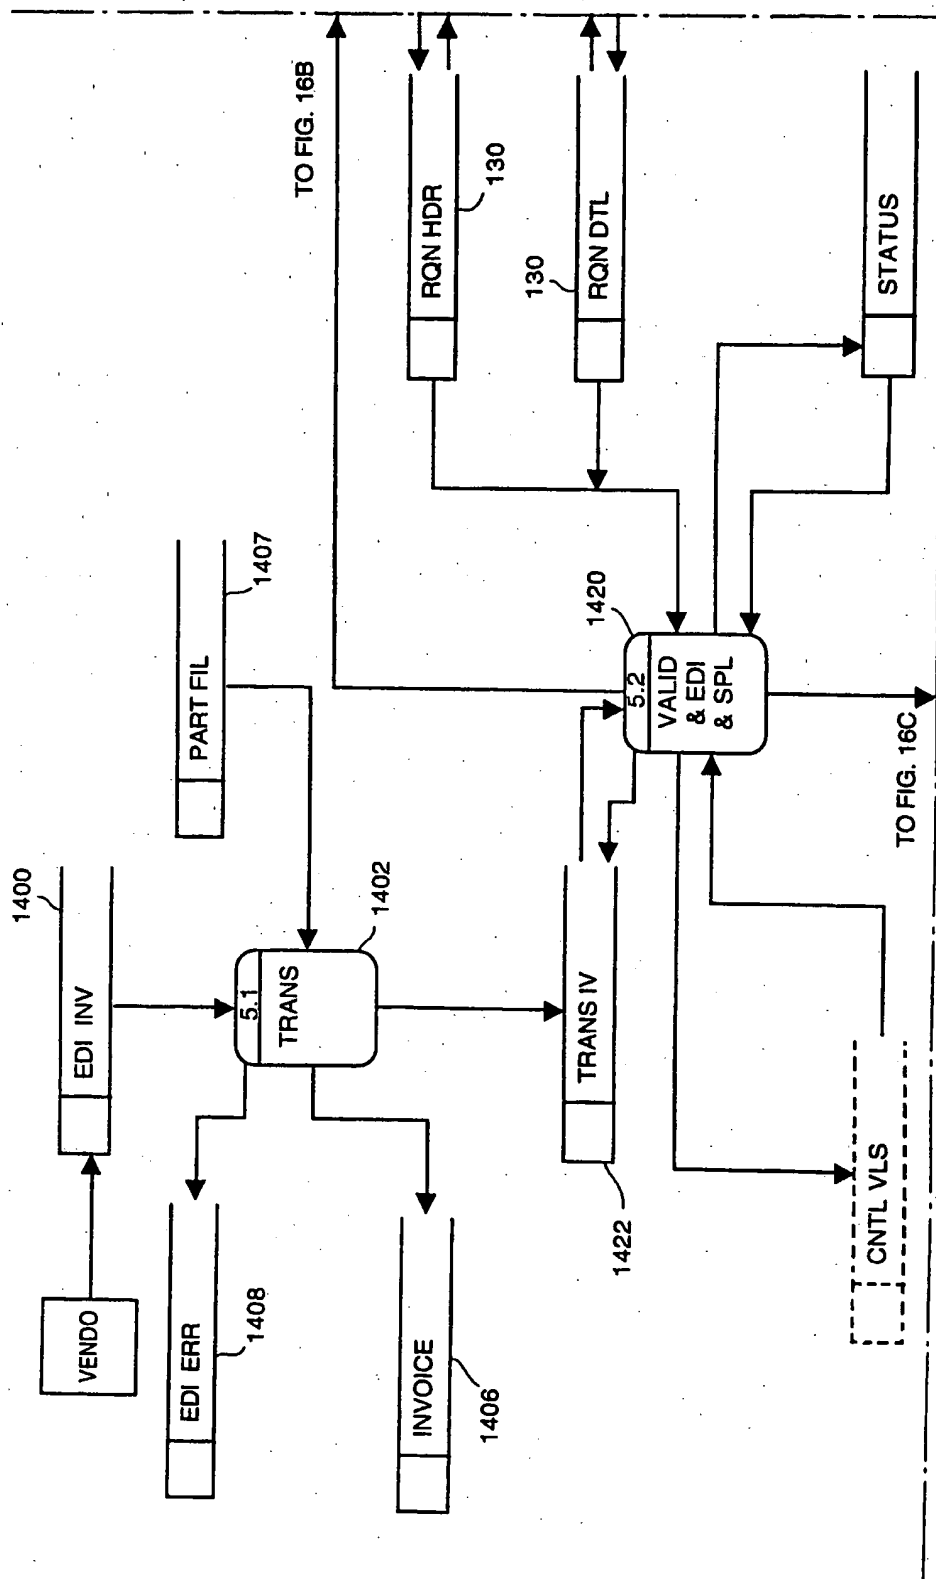 VENDO
1400
EDI INV
EDI ERR
1408
5.1
TRANS
1402
PART FIL
1407
INVOICE
1406
TO FIG. 16B
RQN HDR
130
130
RQN DTL
TRANS IV
1422
1420
5.2
VALID
& EDI
& SPL
STATUS
CNTL VLS
TO FIG. 16C